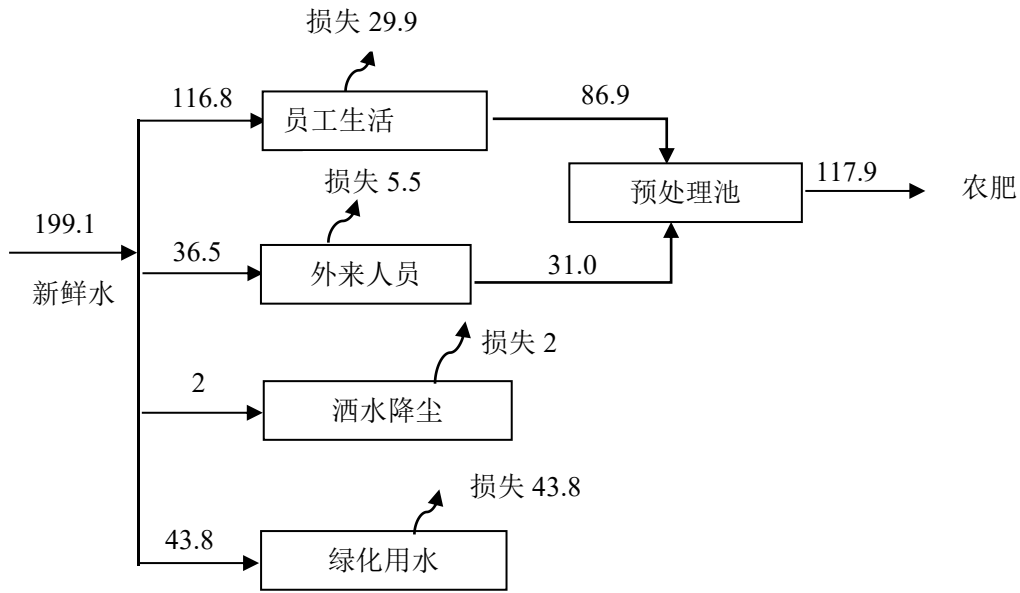 损失 29.9
116.8
员工生活
86.9
损失 5.5
预处理池
117.9
农肥
199.1
新鲜水
36.5
外来人员
31.0
损失 2
2
洒水降尘
损失 43.8
43.8
绿化用水